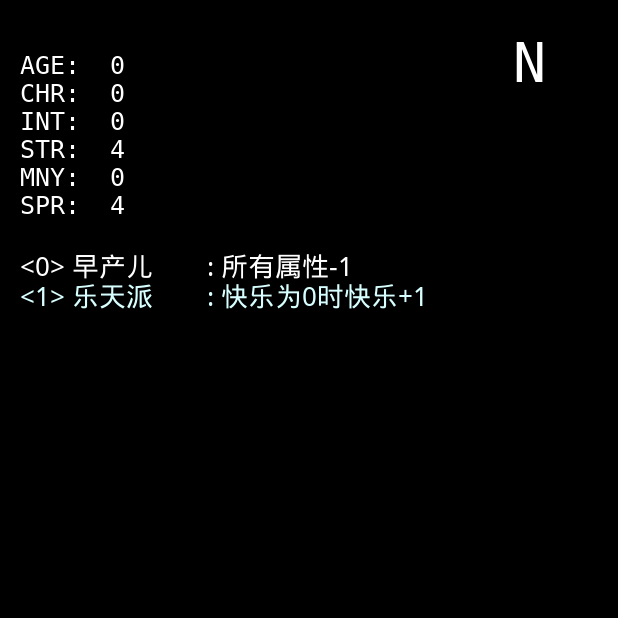 N
AGE: 0
CHR: 0
INT: 0
STR: 4
MNY: 0
SPR: 4
<0> 早产儿 : 所有属性-1
<1> 乐天派 : 快乐为0时快乐+1